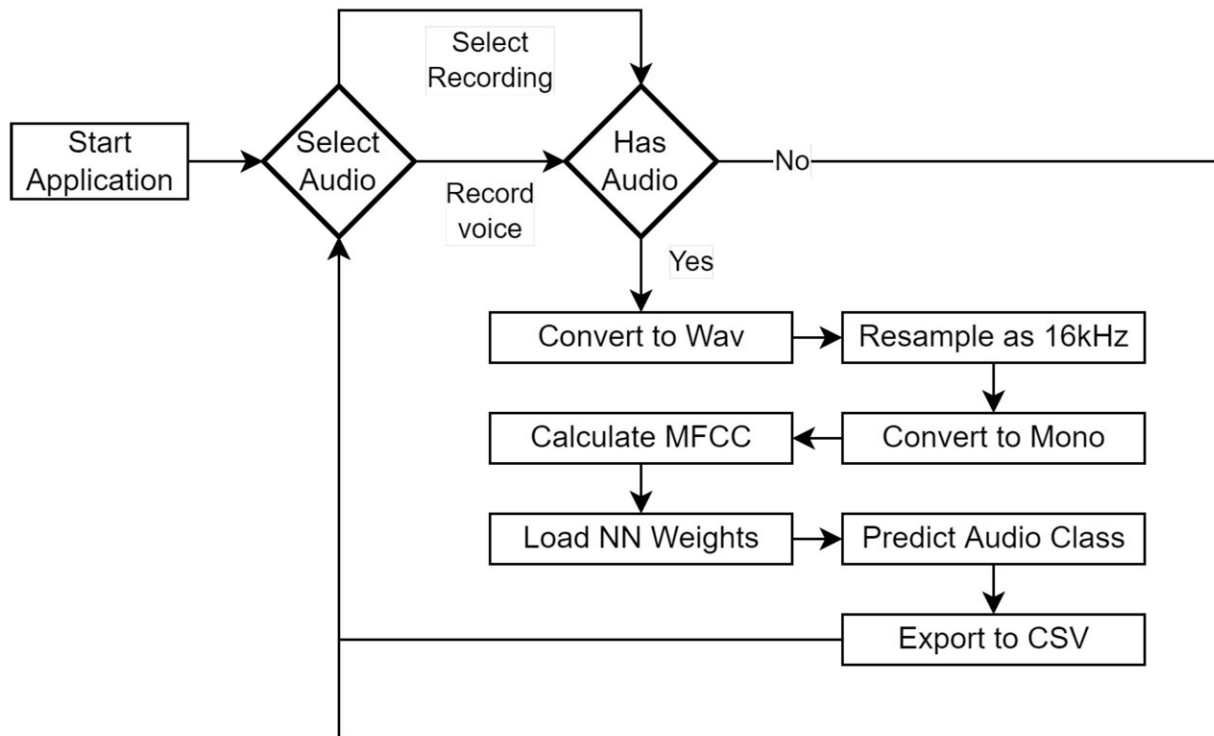 Select
Recording
Start
Application
Select
Audio
Has
Audio
No
Record
voice
Yes
Convert to Wav
Resample as 16kHz
Calculate MFCC
Convert to Mono
Load NN Weights
Predict Audio Class
Export to CSV